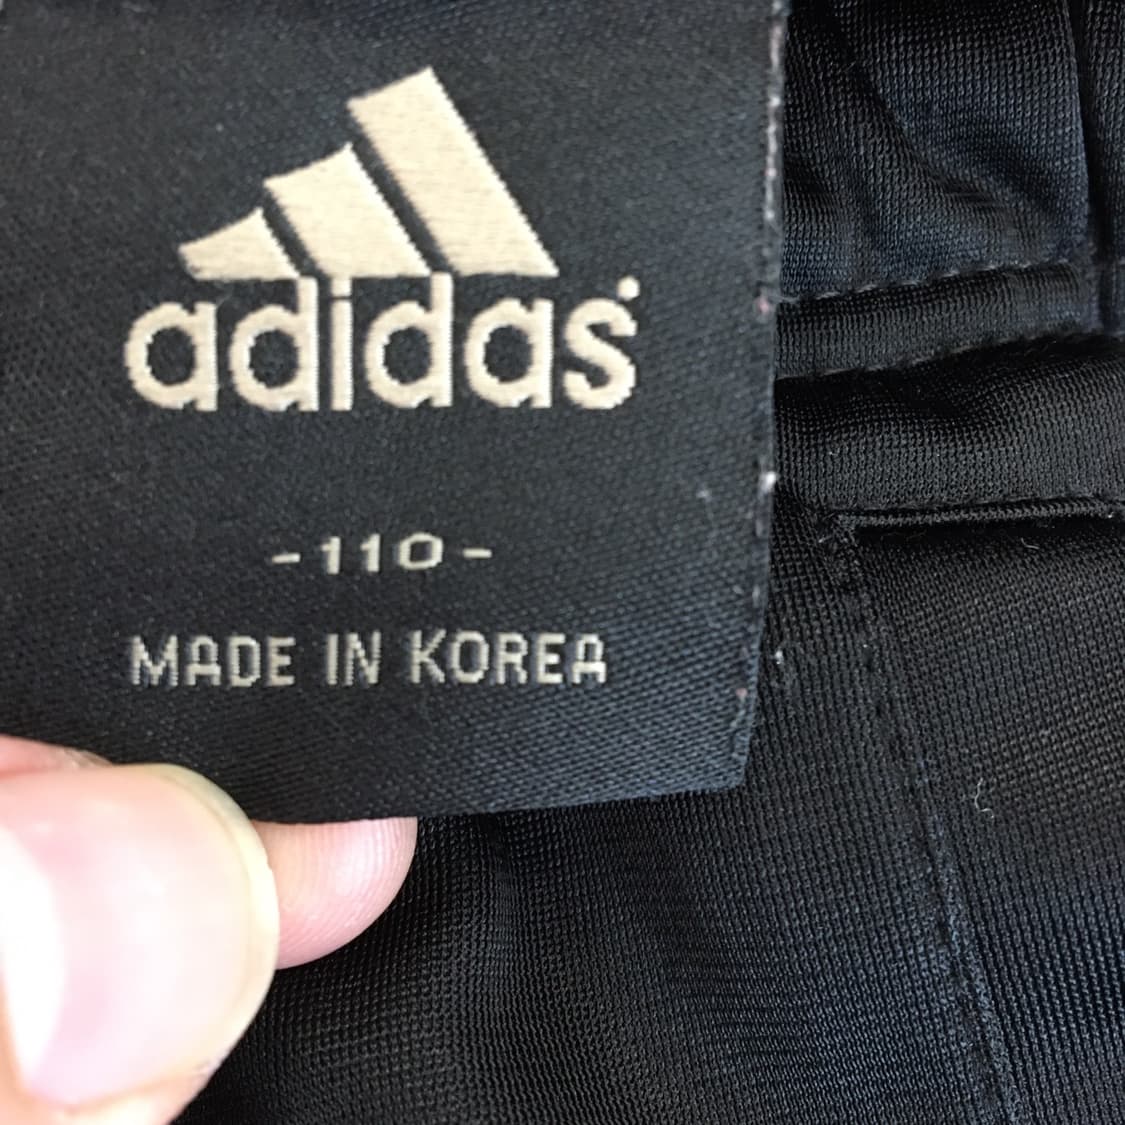 adidas
-110-
MADE IN KOREA